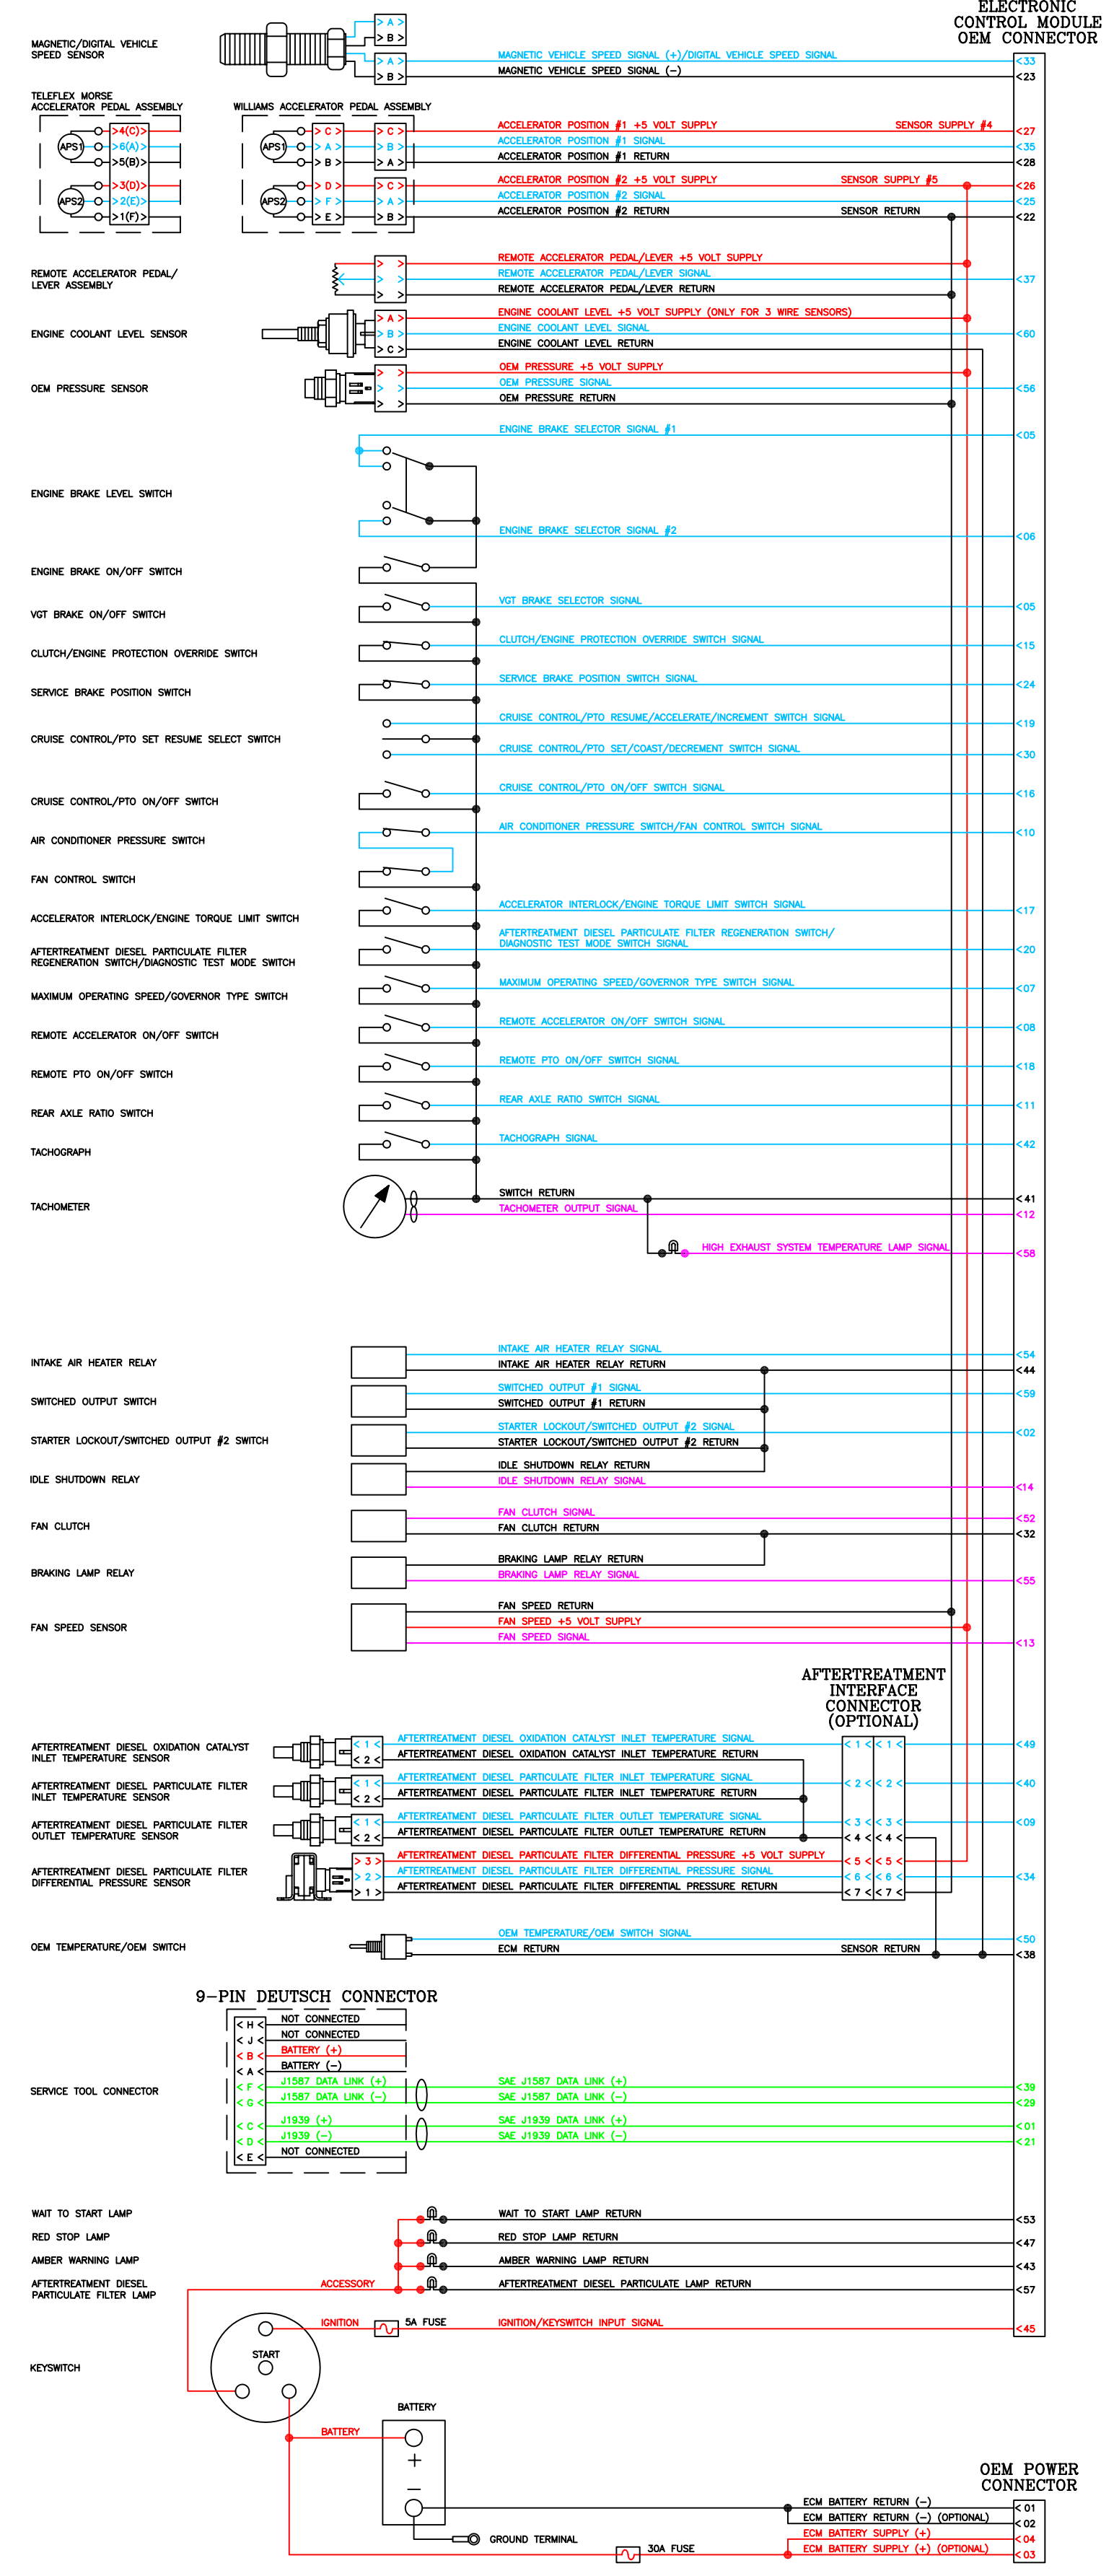 ELECTRONIC
CONTROL MODULE
OEM CONNECTOR
MAGNETIC/DIGITAL VEHICLE
SPEED SENSOR
> A >
> B >
> A >
> B >
MAGNETIC VEHICLE SPEED SIGNAL (+)/DIGITAL VEHICLE SPEED SIGNAL
<33
MAGNETIC VEHICLE SPEED SIGNAL (-)
<23
TELEFLEX MORSE
ACCELERATOR PEDAL ASSEMBLY
APS1
>4(C)>
>6(A)>
>5(B)>
APS2
>3(D)>
>2(E)>
>1(F)>
WILLIAMS ACCELERATOR PEDAL ASSEMBLY
APS1
> C > > C >
> A > > B >
> B > > A >
APS2
> D > > C >
> F > > A >
> E > > B >
ACCELERATOR POSITION #1 +5 VOLT SUPPLY SENSOR SUPPLY #4 <27
ACCELERATOR POSITION #1 SIGNAL <35
ACCELERATOR POSITION #1 RETURN <28
ACCELERATOR POSITION #2 +5 VOLT SUPPLY SENSOR SUPPLY #5 <26
ACCELERATOR POSITION #2 SIGNAL <25
ACCELERATOR POSITION #2 RETURN SENSOR RETURN <22
REMOTE ACCELERATOR PEDAL/
LEVER ASSEMBLY
> >
> >
> >
REMOTE ACCELERATOR PEDAL/LEVER +5 VOLT SUPPLY
REMOTE ACCELERATOR PEDAL/LEVER SIGNAL <37
REMOTE ACCELERATOR PEDAL/LEVER RETURN
ENGINE COOLANT LEVEL SENSOR
> A >
> B >
> C >
ENGINE COOLANT LEVEL +5 VOLT SUPPLY (ONLY FOR 3 WIRE SENSORS)
ENGINE COOLANT LEVEL SIGNAL <60
ENGINE COOLANT LEVEL RETURN
OEM PRESSURE SENSOR
> >
> >
> >
OEM PRESSURE +5 VOLT SUPPLY
OEM PRESSURE SIGNAL <56
OEM PRESSURE RETURN
ENGINE BRAKE SELECTOR SIGNAL #1 <05
ENGINE BRAKE LEVEL SWITCH
ENGINE BRAKE SELECTOR SIGNAL #2 <06
ENGINE BRAKE ON/OFF SWITCH
VGT BRAKE ON/OFF SWITCH
VGT BRAKE SELECTOR SIGNAL <05
CLUTCH/ENGINE PROTECTION OVERRIDE SWITCH
CLUTCH/ENGINE PROTECTION OVERRIDE SWITCH SIGNAL <15
SERVICE BRAKE POSITION SWITCH
SERVICE BRAKE POSITION SWITCH SIGNAL <24
CRUISE CONTROL/PTO RESUME/ACCELERATE/INCREMENT SWITCH SIGNAL <19
CRUISE CONTROL/PTO SET RESUME SELECT SWITCH
CRUISE CONTROL/PTO SET/COAST/DECREMENT SWITCH SIGNAL <30
CRUISE CONTROL/PTO ON/OFF SWITCH
CRUISE CONTROL/PTO ON/OFF SWITCH SIGNAL <16
AIR CONDITIONER PRESSURE SWITCH
AIR CONDITIONER PRESSURE SWITCH/FAN CONTROL SWITCH SIGNAL <10
FAN CONTROL SWITCH
ACCELERATOR INTERLOCK/ENGINE TORQUE LIMIT SWITCH
ACCELERATOR INTERLOCK/ENGINE TORQUE LIMIT SWITCH SIGNAL <17
AFTERTREATMENT DIESEL PARTICULATE FILTER
REGENERATION SWITCH/DIAGNOSTIC TEST MODE SWITCH
AFTERTREATMENT DIESEL PARTICULATE FILTER REGENERATION SWITCH/
DIAGNOSTIC TEST MODE SWITCH SIGNAL <20
MAXIMUM OPERATING SPEED/GOVERNOR TYPE SWITCH
MAXIMUM OPERATING SPEED/GOVERNOR TYPE SWITCH SIGNAL <07
REMOTE ACCELERATOR ON/OFF SWITCH
REMOTE ACCELERATOR ON/OFF SWITCH SIGNAL <08
REMOTE PTO ON/OFF SWITCH
REMOTE PTO ON/OFF SWITCH SIGNAL <18
REAR AXLE RATIO SWITCH
REAR AXLE RATIO SWITCH SIGNAL <11
TACHOGRAPH
TACHOGRAPH SIGNAL <42
TACHOMETER
SWITCH RETURN <41
TACHOMETER OUTPUT SIGNAL <12
HIGH EXHAUST SYSTEM TEMPERATURE LAMP SIGNAL <58
INTAKE AIR HEATER RELAY
INTAKE AIR HEATER RELAY SIGNAL <54
INTAKE AIR HEATER RELAY RETURN <44
SWITCHED OUTPUT SWITCH
SWITCHED OUTPUT #1 SIGNAL <59
SWITCHED OUTPUT #1 RETURN
STARTER LOCKOUT/SWITCHED OUTPUT #2 SWITCH
STARTER LOCKOUT/SWITCHED OUTPUT #2 SIGNAL <02
STARTER LOCKOUT/SWITCHED OUTPUT #2 RETURN
IDLE SHUTDOWN RELAY
IDLE SHUTDOWN RELAY RETURN
IDLE SHUTDOWN RELAY SIGNAL <14
FAN CLUTCH
FAN CLUTCH SIGNAL <52
FAN CLUTCH RETURN <32
BRAKING LAMP RELAY
BRAKING LAMP RELAY RETURN
BRAKING LAMP RELAY SIGNAL <55
FAN SPEED SENSOR
FAN SPEED RETURN
FAN SPEED +5 VOLT SUPPLY
FAN SPEED SIGNAL <13
AFTERTREATMENT
INTERFACE
CONNECTOR
(OPTIONAL)
AFTERTREATMENT DIESEL OXIDATION CATALYST
INLET TEMPERATURE SENSOR
< 1 < AFTERTREATMENT DIESEL OXIDATION CATALYST INLET TEMPERATURE SIGNAL < 1 < < 1 < <49
< 2 < AFTERTREATMENT DIESEL OXIDATION CATALYST INLET TEMPERATURE RETURN
AFTERTREATMENT DIESEL PARTICULATE FILTER
INLET TEMPERATURE SENSOR
< 1 < AFTERTREATMENT DIESEL PARTICULATE FILTER INLET TEMPERATURE SIGNAL < 2 < < 2 < <40
< 2 < AFTERTREATMENT DIESEL PARTICULATE FILTER INLET TEMPERATURE RETURN
AFTERTREATMENT DIESEL PARTICULATE FILTER
OUTLET TEMPERATURE SENSOR
< 1 < AFTERTREATMENT DIESEL PARTICULATE FILTER OUTLET TEMPERATURE SIGNAL < 3 < < 3 < <09
< 2 < AFTERTREATMENT DIESEL PARTICULATE FILTER OUTLET TEMPERATURE RETURN < 4 < < 4 <
AFTERTREATMENT DIESEL PARTICULATE FILTER
DIFFERENTIAL PRESSURE SENSOR
> 3 > AFTERTREATMENT DIESEL PARTICULATE FILTER DIFFERENTIAL PRESSURE +5 VOLT SUPPLY < 5 < < 5 <
> 2 > AFTERTREATMENT DIESEL PARTICULATE FILTER DIFFERENTIAL PRESSURE SIGNAL < 6 < < 6 < <34
> 1 > AFTERTREATMENT DIESEL PARTICULATE FILTER DIFFERENTIAL PRESSURE RETURN < 7 < < 7 <
OEM TEMPERATURE/OEM SWITCH
OEM TEMPERATURE/OEM SWITCH SIGNAL <50
ECM RETURN SENSOR RETURN <38
9-PIN DEUTSCH CONNECTOR
SERVICE TOOL CONNECTOR
< H < NOT CONNECTED
< J < NOT CONNECTED
< B < BATTERY (+)
< A < BATTERY (-)
< F < J1587 DATA LINK (+) SAE J1587 DATA LINK (+) <39
< G < J1587 DATA LINK (-) SAE J1587 DATA LINK (-) <29
< C < J1939 (+) SAE J1939 DATA LINK (+) <01
< D < J1939 (-) SAE J1939 DATA LINK (-) <21
< E < NOT CONNECTED
WAIT TO START LAMP
WAIT TO START LAMP RETURN <53
RED STOP LAMP
RED STOP LAMP RETURN <47
AMBER WARNING LAMP
AMBER WARNING LAMP RETURN <43
AFTERTREATMENT DIESEL
PARTICULATE FILTER LAMP
ACCESSORY
AFTERTREATMENT DIESEL PARTICULATE LAMP RETURN <57
IGNITION
5A FUSE
IGNITION/KEYSWITCH INPUT SIGNAL <45
START
KEYSWITCH
BATTERY
BATTERY
+
−
OEM POWER
CONNECTOR
ECM BATTERY RETURN (-) < 01
ECM BATTERY RETURN (-) (OPTIONAL) < 02
GROUND TERMINAL
ECM BATTERY SUPPLY (+) < 04
30A FUSE
ECM BATTERY SUPPLY (+) (OPTIONAL) < 03